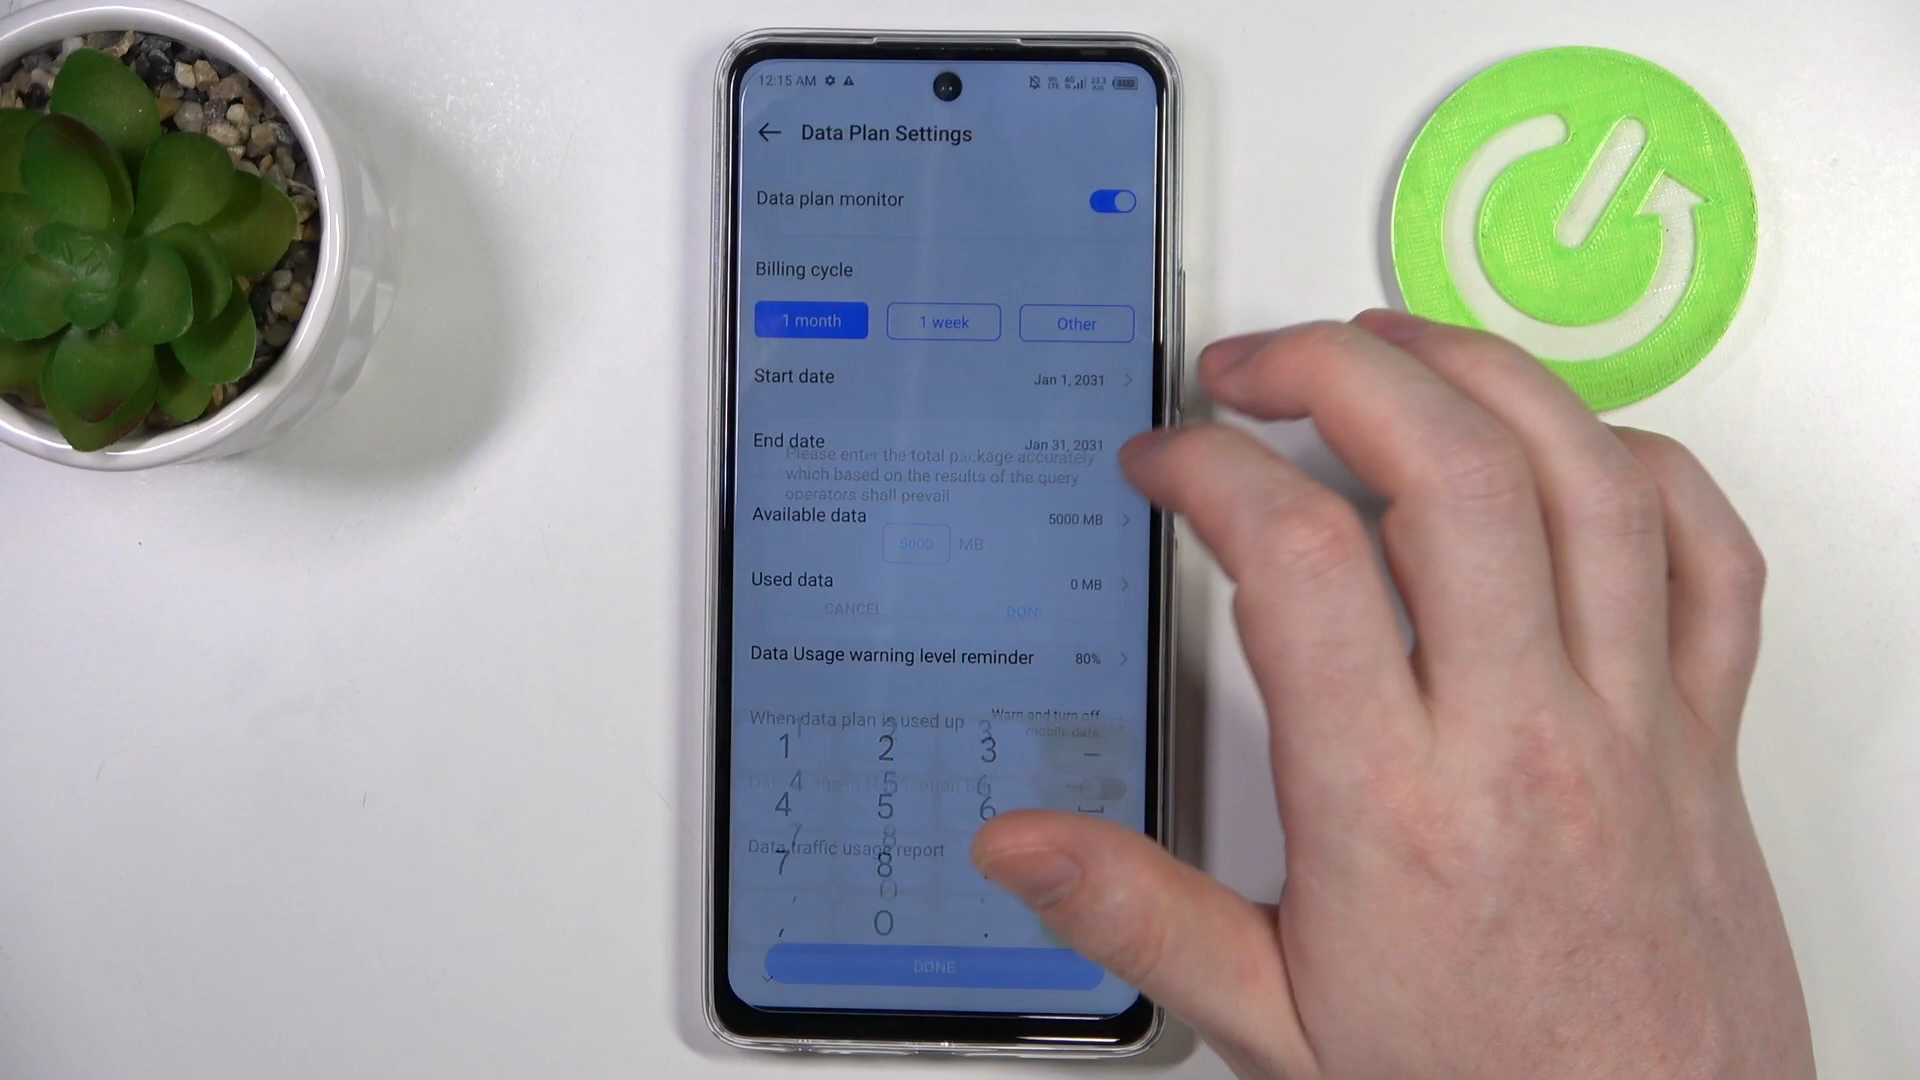 12:15 AM
Data Plan Settings
Data plan monitor
Billing cycle
1 month
1 week
Other
Start date
Jan 1, 2031
End date
Jan 31, 2031
Please enter the total package accurately
which based on the results of the query
operators shall prevail
Available data
5000 MB
5000 MB
Used data
0 MB
CANCEL
DONE
Data Usage warning level reminder
80%
When data plan is used up
Warn and turn off
mobile data
1 2 3 –
4 5 6
Data traffic usage report
7 8
, 0 .
DONE